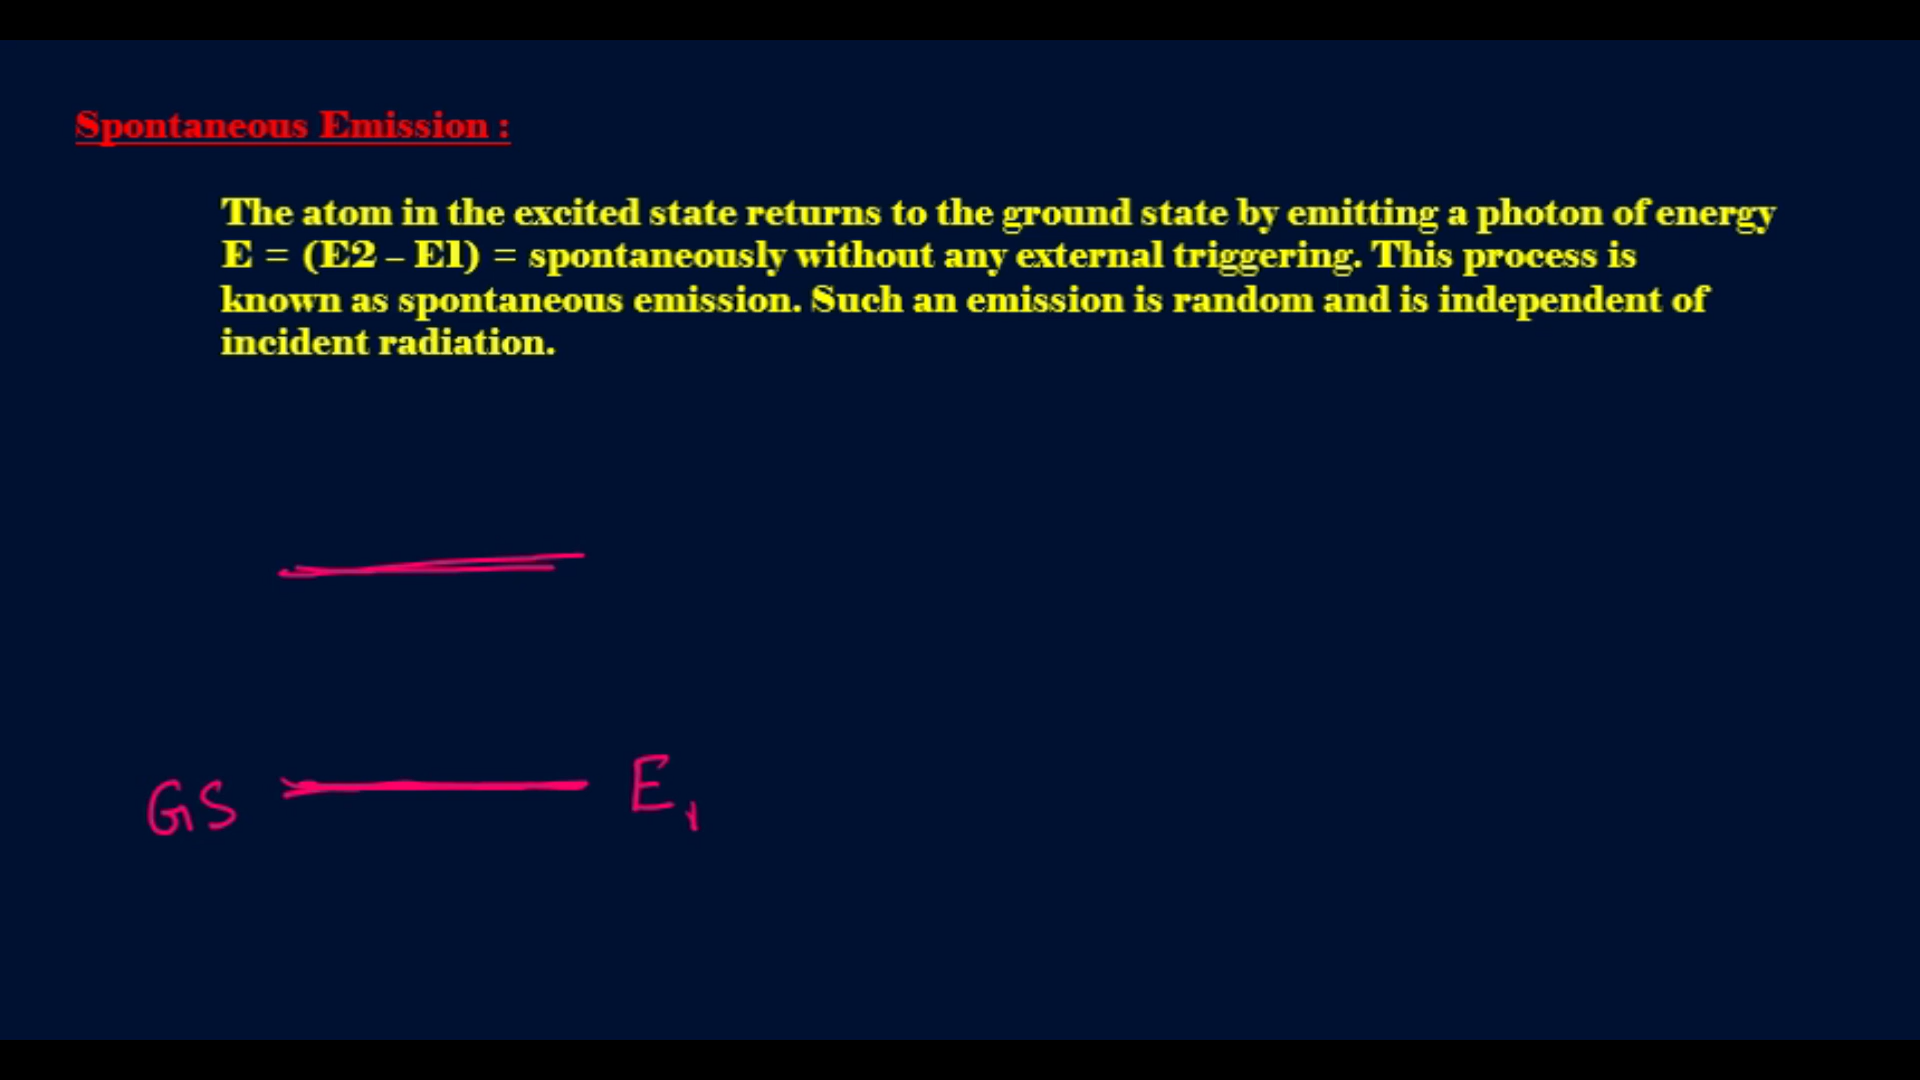 Spontaneous Emission :
The atom in the excited state returns to the ground state by emitting a photon of energy
E = (E2 – E1) = spontaneously without any external triggering. This process is
known as spontaneous emission. Such an emission is random and is independent of
incident radiation.
GS E₁